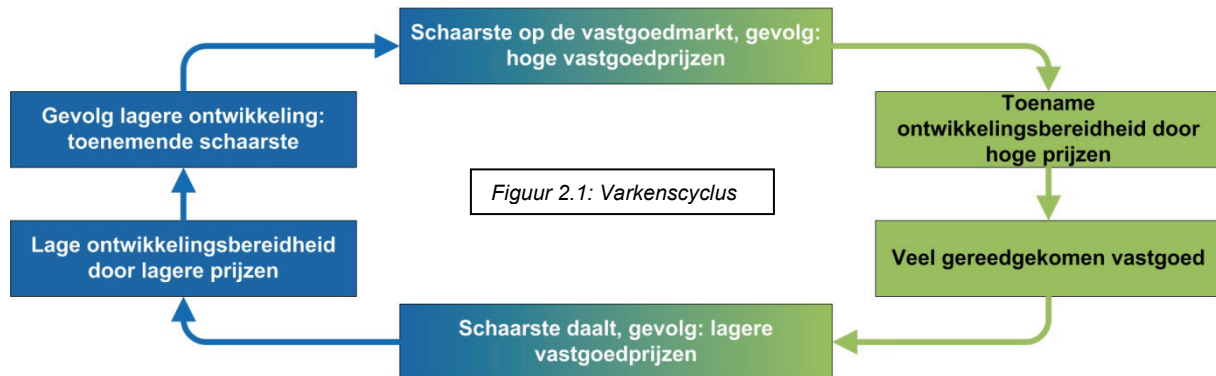 Schaarste op de vastgoedmarkt, gevolg:
hoge vastgoedprijzen
Toename
ontwikkelingsbereidheid door
hoge prijzen
Veel gereedgekomen vastgoed
Schaarste daalt, gevolg: lagere
vastgoedprijzen
Lage ontwikkelingsbereidheid
door lagere prijzen
Gevolg lagere ontwikkeling:
toenemende schaarste
Figuur 2.1: Varkenscyclus